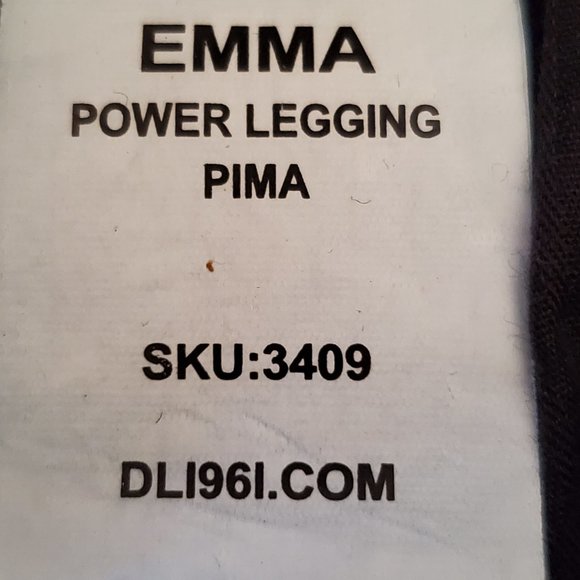 EMMA
POWER LEGGING
PIMA
SKU:3409
DLI96I.COM